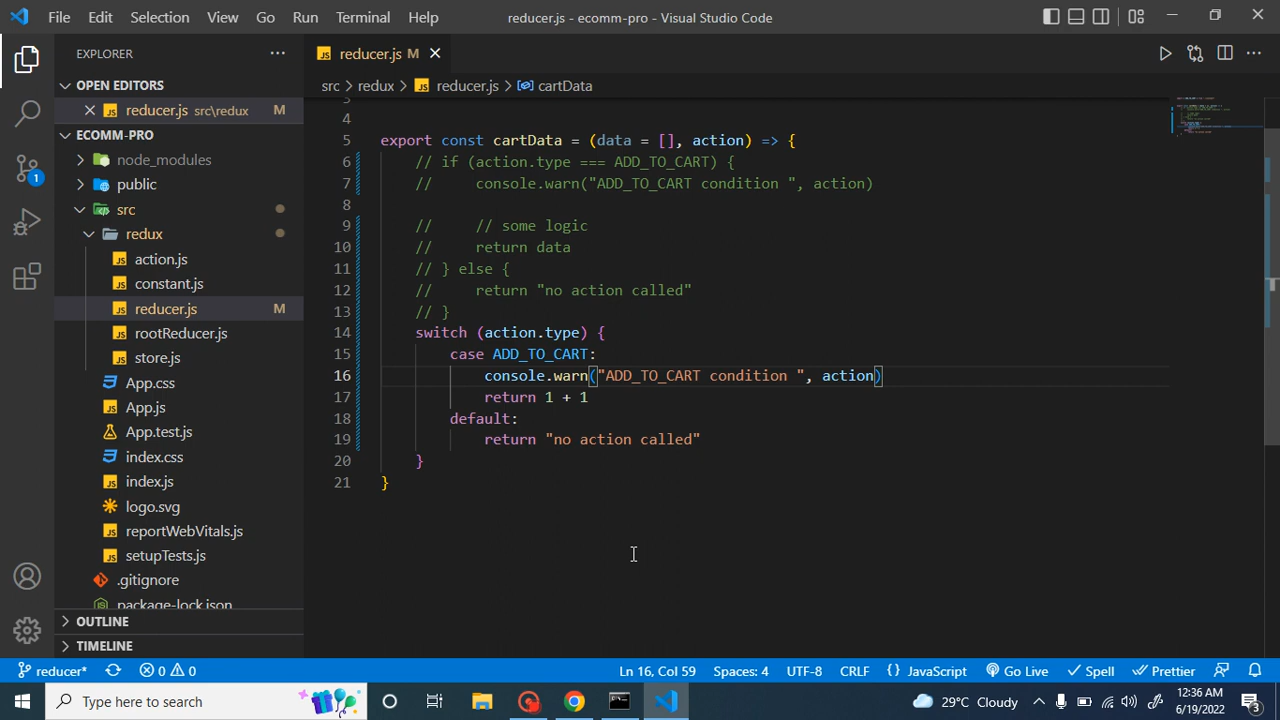 File Edit Selection View Go Run Terminal Help
reducer.js - ecomm-pro - Visual Studio Code
EXPLORER
OPEN EDITORS
reducer.js src\redux M
ECOMM-PRO
node_modules
public
src
redux
action.js
constant.js
reducer.js M
rootReducer.js
store.js
App.css
App.js
App.test.js
index.css
index.js
logo.svg
reportWebVitals.js
setupTests.js
.gitignore
package-lock.json
OUTLINE
TIMELINE
1
reducer.js M
src > redux > reducer.js > cartData
3
4
5 export const cartData = (data = [], action) => {
6 // if (action.type === ADD_TO_CART) {
7 //     console.warn("ADD_TO_CART condition ", action)
8
9 //     // some logic
10 //     return data
11 // } else {
12 //     return "no action called"
13 // }
14 switch (action.type) {
15 case ADD_TO_CART:
16 console.warn("ADD_TO_CART condition ", action)
17 return 1 + 1
18 default:
19 return "no action called"
20 }
21 }
reducer* 0 0 Ln 16, Col 59 Spaces: 4 UTF-8 CRLF {} JavaScript Go Live Spell Prettier
Type here to search
29°C Cloudy
12:36 AM
6/19/2022
3